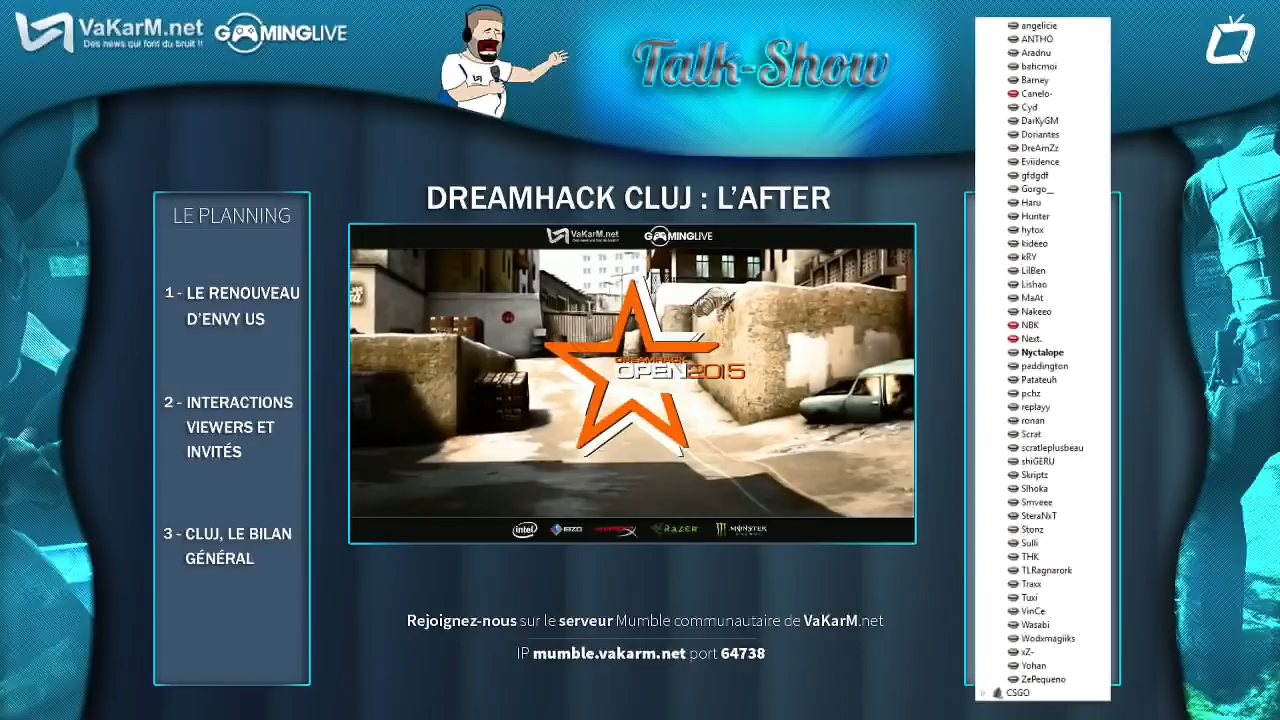 VaKarM.net
Des news qui font du bruit !!
GAMINGLIVE
Talk-Show
tv
DREAMHACK CLUJ : L'AFTER
LE PLANNING
1 - LE RENOUVEAU
D'ENVY US
2 - INTERACTIONS
VIEWERS ET
INVITÉS
3 - CLUJ, LE BILAN
GÉNÉRAL
VaKarM.net
GAMINGLIVE
DREAMHACK
OPEN2015
intel
EIZO
RAZER
MONSTER
Rejoignez-nous sur le serveur Mumble communautaire de VaKarM.net
IP mumble.vakarm.net port 64738
angelicie
ANTHO
Aradnu
bahcmoi
Barney
Canelo-
Cyd
DarKyGM
Doriantes
DreAmZz
Eviidence
gfdgdf
Gorgo__
Haru
Hunter
hytox
kideeo
kRY
LilBen
Lishao
MaAt
Nakeeo
NBK
Next.
Nyctalope
paddington
Patateuh
pchz
replayy
ronan
Scrat
scratleplusbeau
shiGERU
Skriptz
Slhoka
Smveee
SteraNxT
Stonz
Sulli
THK
TLRagnarork
Traxx
Tuxi
VinCe
Wasabi
Wodxmagiiks
xZ-
Yohan
ZePequeno
CSGO